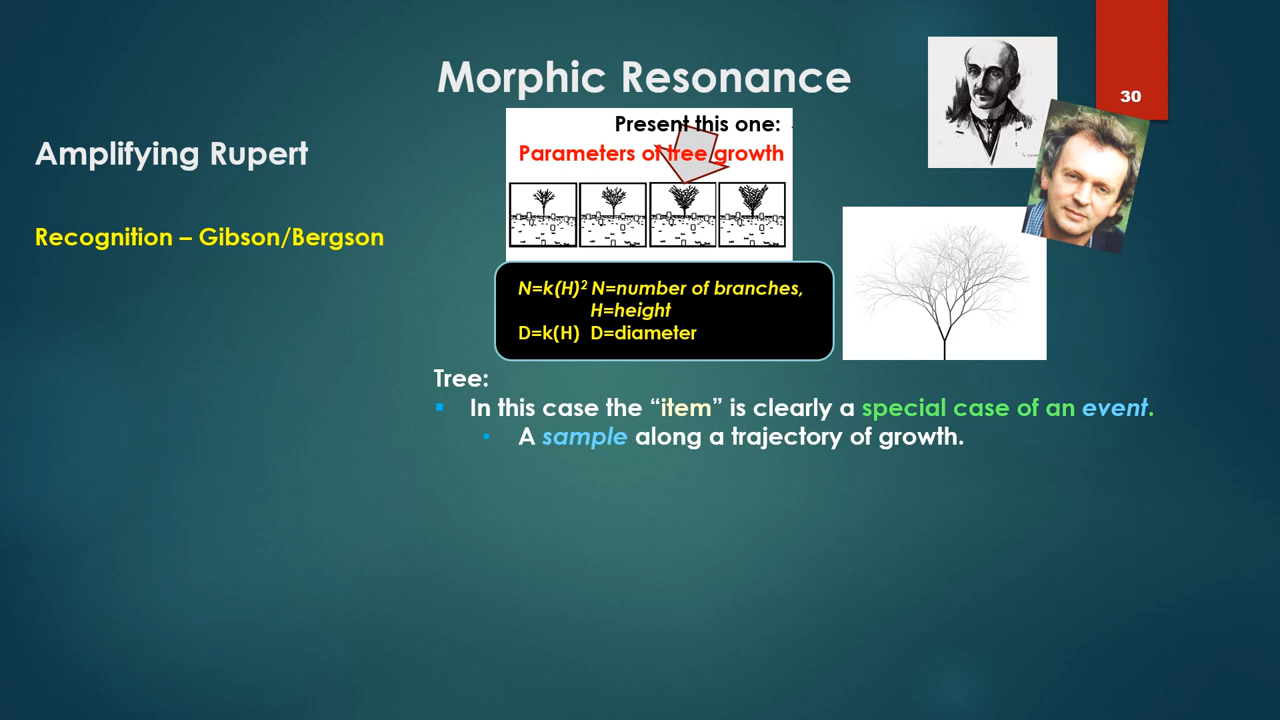 Morphic Resonance
30
Amplifying Rupert
Recognition – Gibson/Bergson
Present this one:
Parameters of tree growth
N=k(H)² N=number of branches,
H=height
D=k(H) D=diameter
Tree:
In this case the “item” is clearly a special case of an event.
A sample along a trajectory of growth.